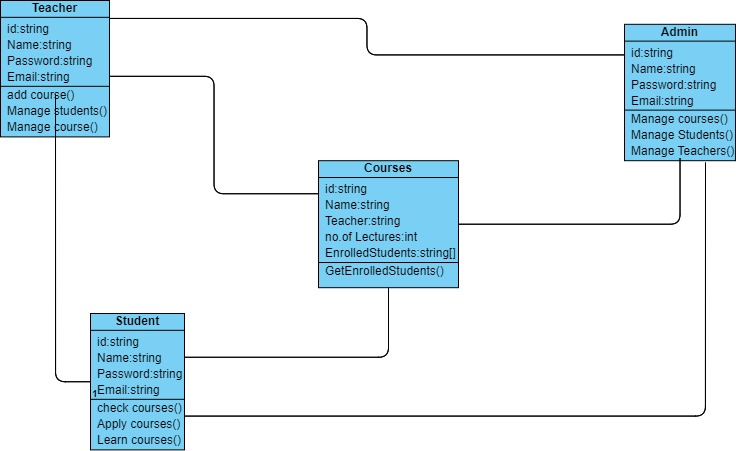 Teacher
id:string
Name:string
Password:string
Email:string
add course()
Manage students()
Manage course()
Admin
id:string
Name:string
Password:string
Email:string
Manage courses()
Manage Students()
Manage Teachers()
Courses
id:string
Name:string
Teacher:string
no.of Lectures:int
EnrolledStudents:string[]
GetEnrolledStudents()
Student
id:string
Name:string
Password:string
1
Email:string
check courses()
Apply courses()
Learn courses()